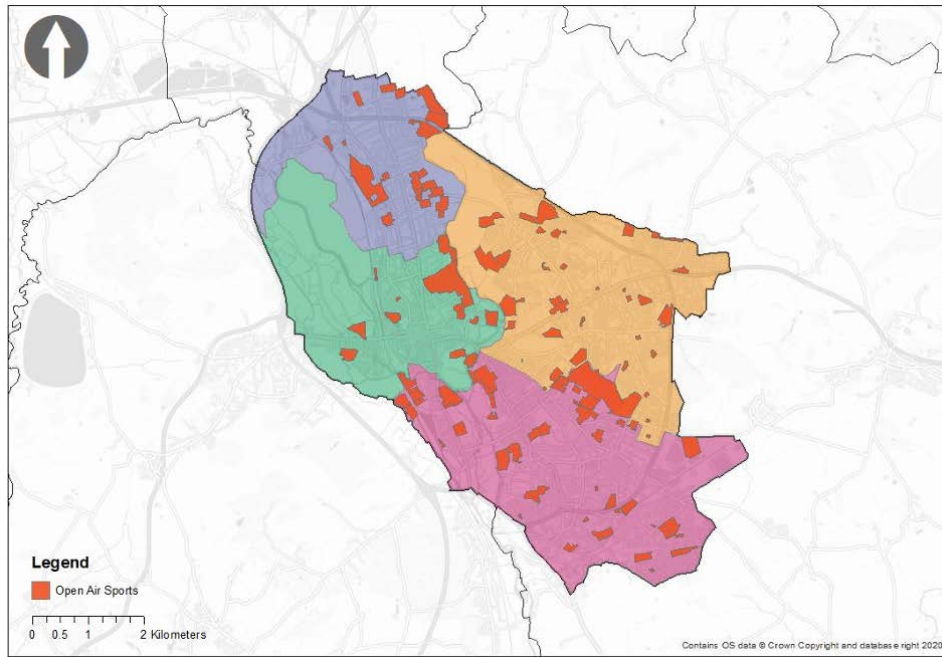 Legend
Open Air Sports
0 0.5 1 2 Kilometers
Contains OS data © Crown Copyright and database right 2020